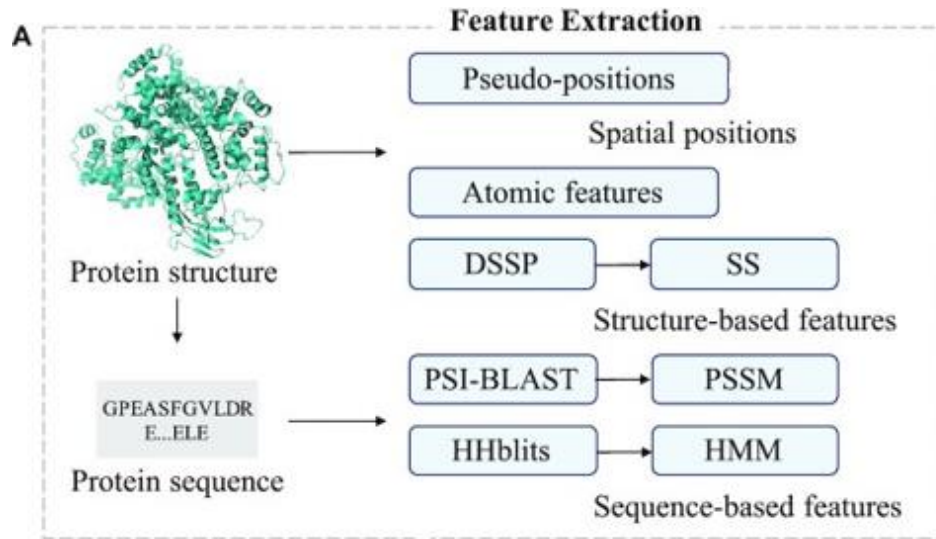 A
Feature Extraction
Pseudo-positions
Spatial positions
Atomic features
Protein structure
DSSP
SS
Structure-based features
GPEASFGVLDR
E...ELE
Protein sequence
PSI-BLAST
PSSM
HHblits
HMM
Sequence-based features